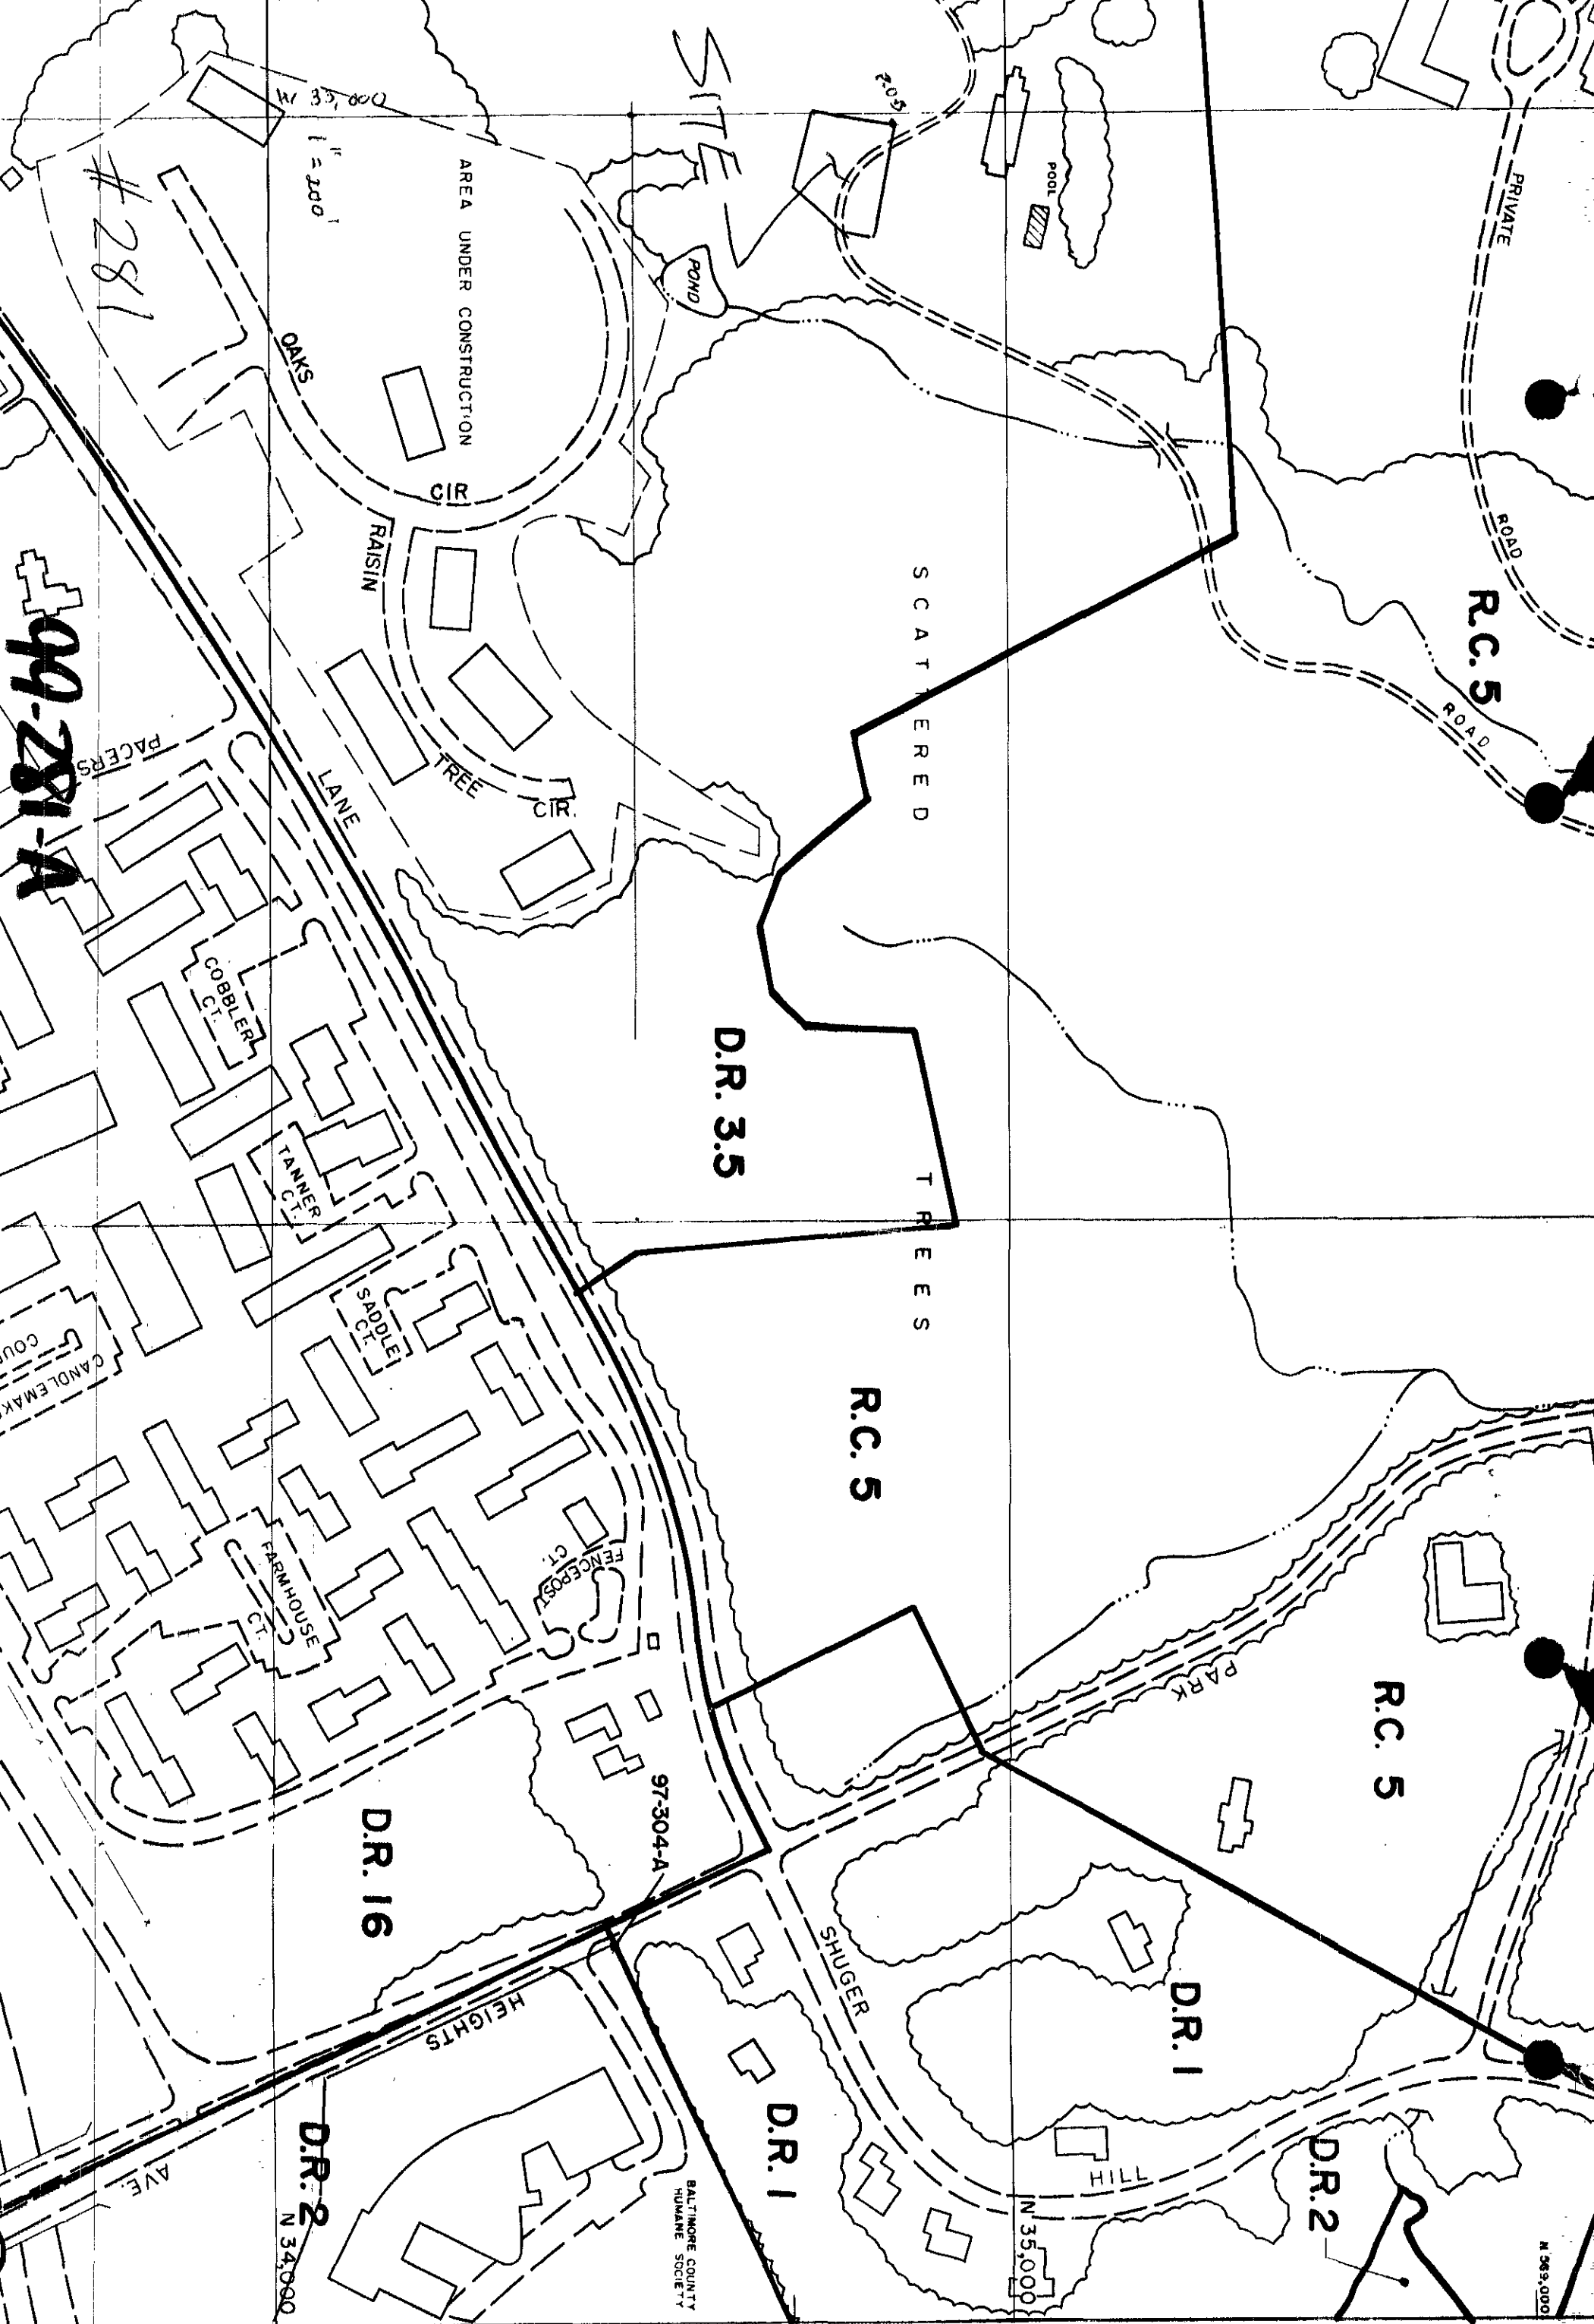 SITE
#281
1" = 200'
W 33,000
99-281-A
AREA UNDER CONSTRUCTION
POND
POOL
PRIVATE
ROAD
ROAD
R.C. 5
OAKS
CIR
RAISIN
TREE
CIR.
LANE
PACERS
SCATTERED
TREES
D.R. 3.5
R.C. 5
R.C. 5
COBBLER
CT.
TANNER
CT.
SADDLE
CT.
FENCEPOST
CT.
FARMHOUSE
CT.
PARK
HEIGHTS
AVE.
97-304-A
D.R. 16
D.R. 2
D.R. 1
D.R. 1
D.R. 2
SHUGER
HILL
BALTIMORE COUNTY
HUMANE SOCIETY
N 34,000
N 35,000